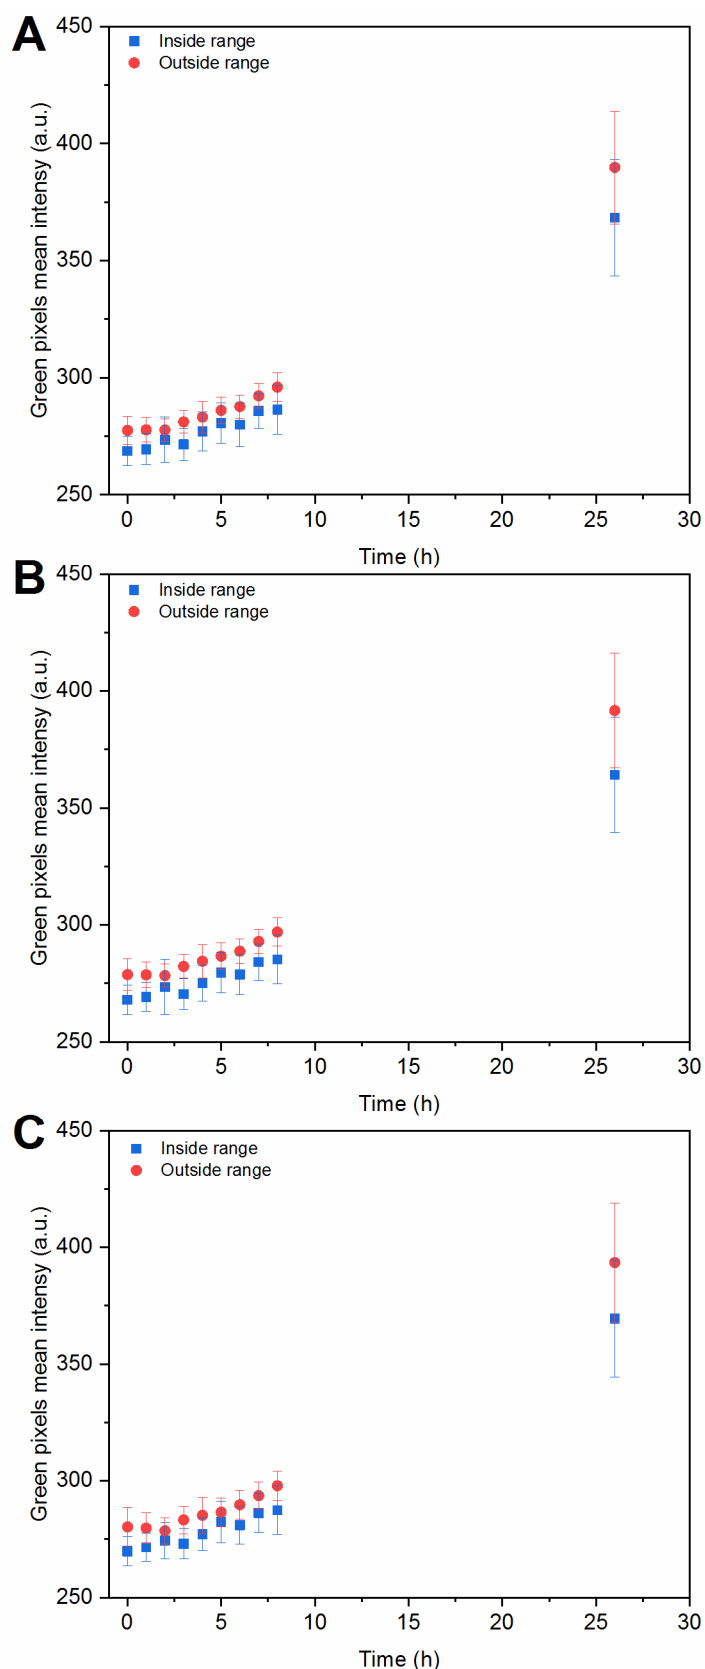 A
450
Inside range
Outside range
400
350
300
250
Green pixels mean intensy (a.u.)
0 5 10 15 20 25 30
Time (h)
B
450
Inside range
Outside range
400
350
300
250
Green pixels mean intensy (a.u.)
0 5 10 15 20 25 30
Time (h)
C
450
Inside range
Outside range
400
350
300
250
Green pixels mean intensy (a.u.)
0 5 10 15 20 25 30
Time (h)